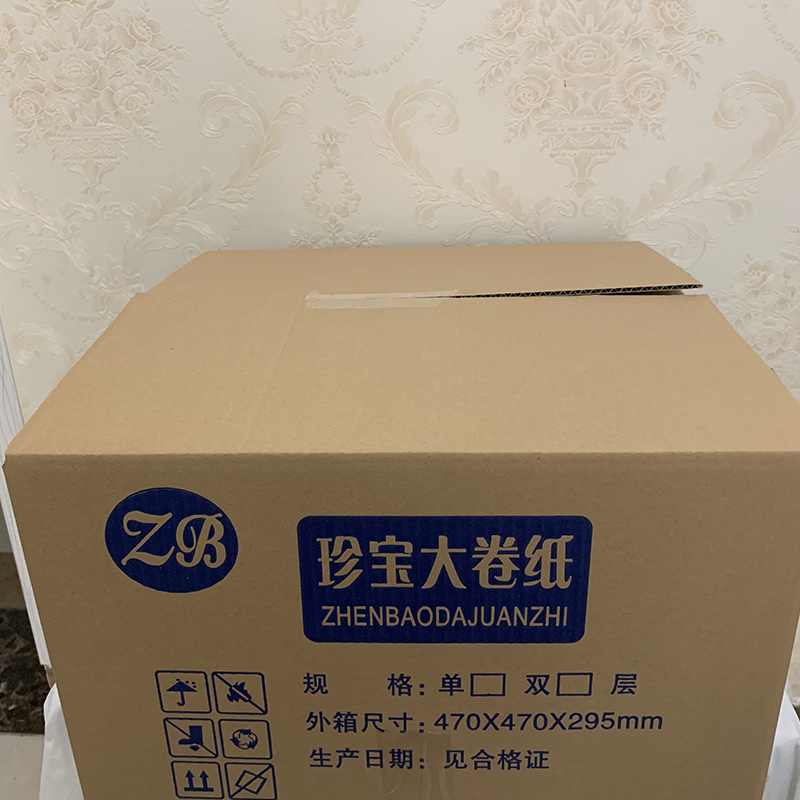 ZB
珍宝大卷纸
ZHENBAODAJUANZHI
规 格：单□ 双□ 层
外箱尺寸：470X470X295mm
生产日期：见合格证